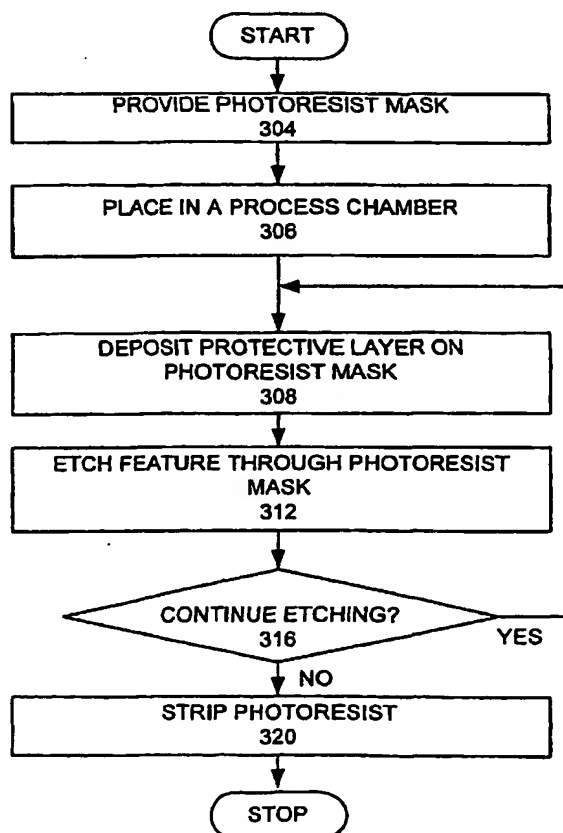 START
PROVIDE PHOTORESIST MASK
304
PLACE IN A PROCESS CHAMBER
306
DEPOSIT PROTECTIVE LAYER ON
PHOTORESIST MASK
308
ETCH FEATURE THROUGH PHOTORESIST
MASK
312
CONTINUE ETCHING?
316
YES
NO
STRIP PHOTORESIST
320
STOP